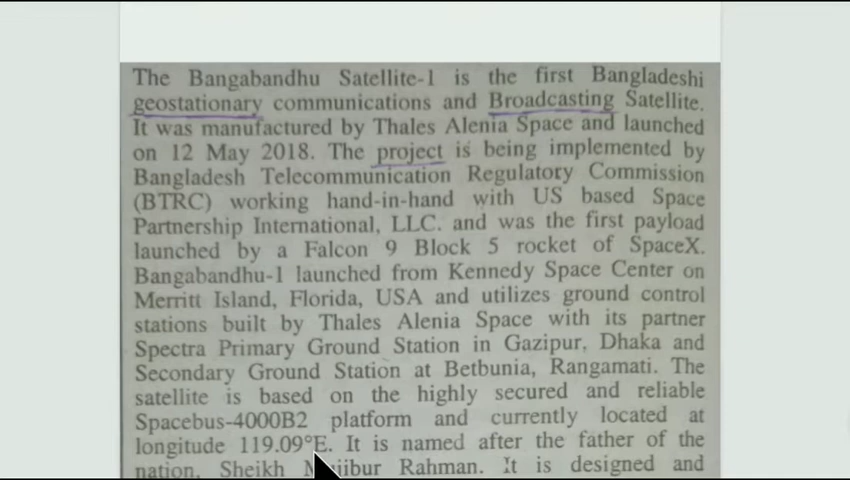 The Bangabandhu Satellite-1 is the first Bangladeshi
geostationary communications and Broadcasting Satellite.
It was manufactured by Thales Alenia Space and launched
on 12 May 2018. The project is being implemented by
Bangladesh Telecommunication Regulatory Commission
(BTRC) working hand-in-hand with US based Space
Partnership International, LLC. and was the first payload
launched by a Falcon 9 Block 5 rocket of SpaceX.
Bangabandhu-1 launched from Kennedy Space Center on
Merritt Island, Florida, USA and utilizes ground control
stations built by Thales Alenia Space with its partner
Spectra Primary Ground Station in Gazipur, Dhaka and
Secondary Ground Station at Betbunia, Rangamati. The
satellite is based on the highly secured and reliable
Spacebus-4000B2 platform and currently located at
longitude 119.09°E. It is named after the father of the
nation, Sheikh Mujibur Rahman. It is designed and